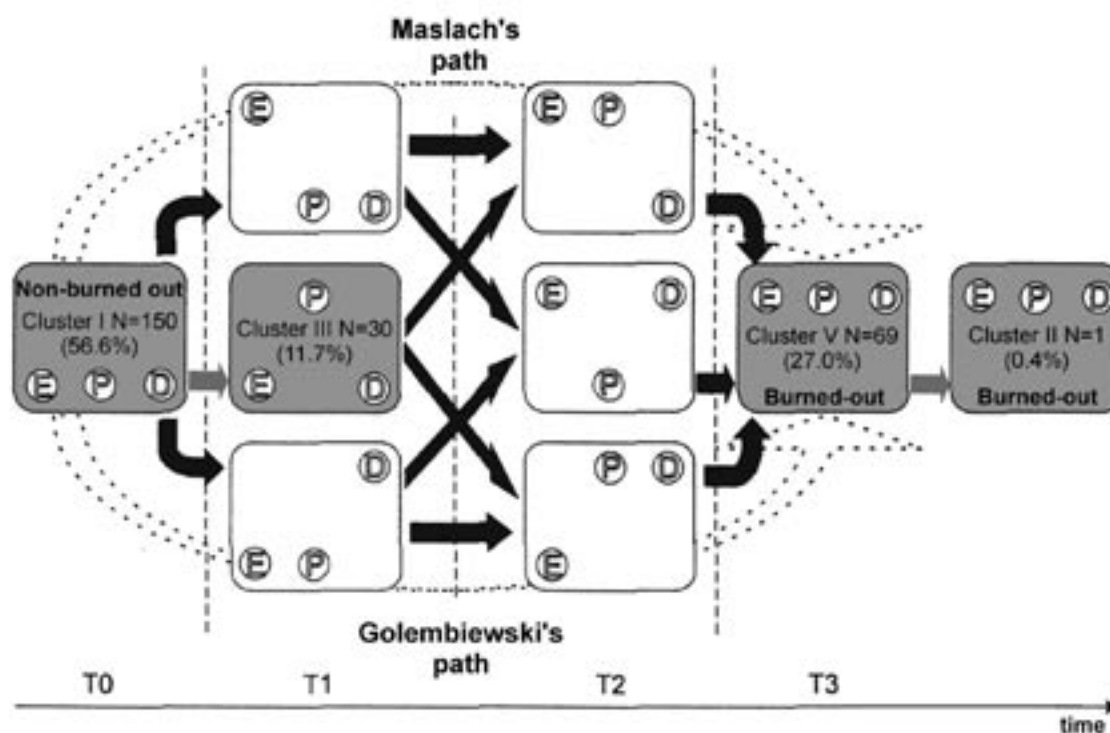 Maslach's
path
E
P D
E P
D
Non-burned out
Cluster I N=150
(56.6%)
E P D
P
Cluster III N=30
(11.7%)
E D
E D
P
E P D
Cluster V N=69
(27.0%)
Burned-out
E P D
Cluster II N=1
(0.4%)
Burned-out
D
E P
P D
E
Golembiewski's
path
T0 T1 T2 T3
time